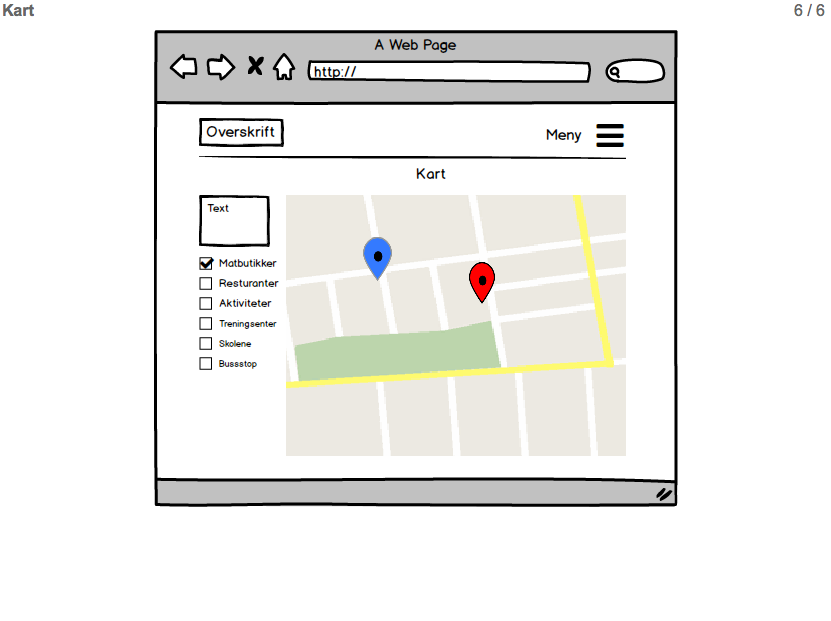 Kart
6 / 6
A Web Page
http://
Overskrift
Meny
Kart
Text
Matbutikker
Resturanter
Aktiviteter
Treningsenter
Skolene
Bussstop